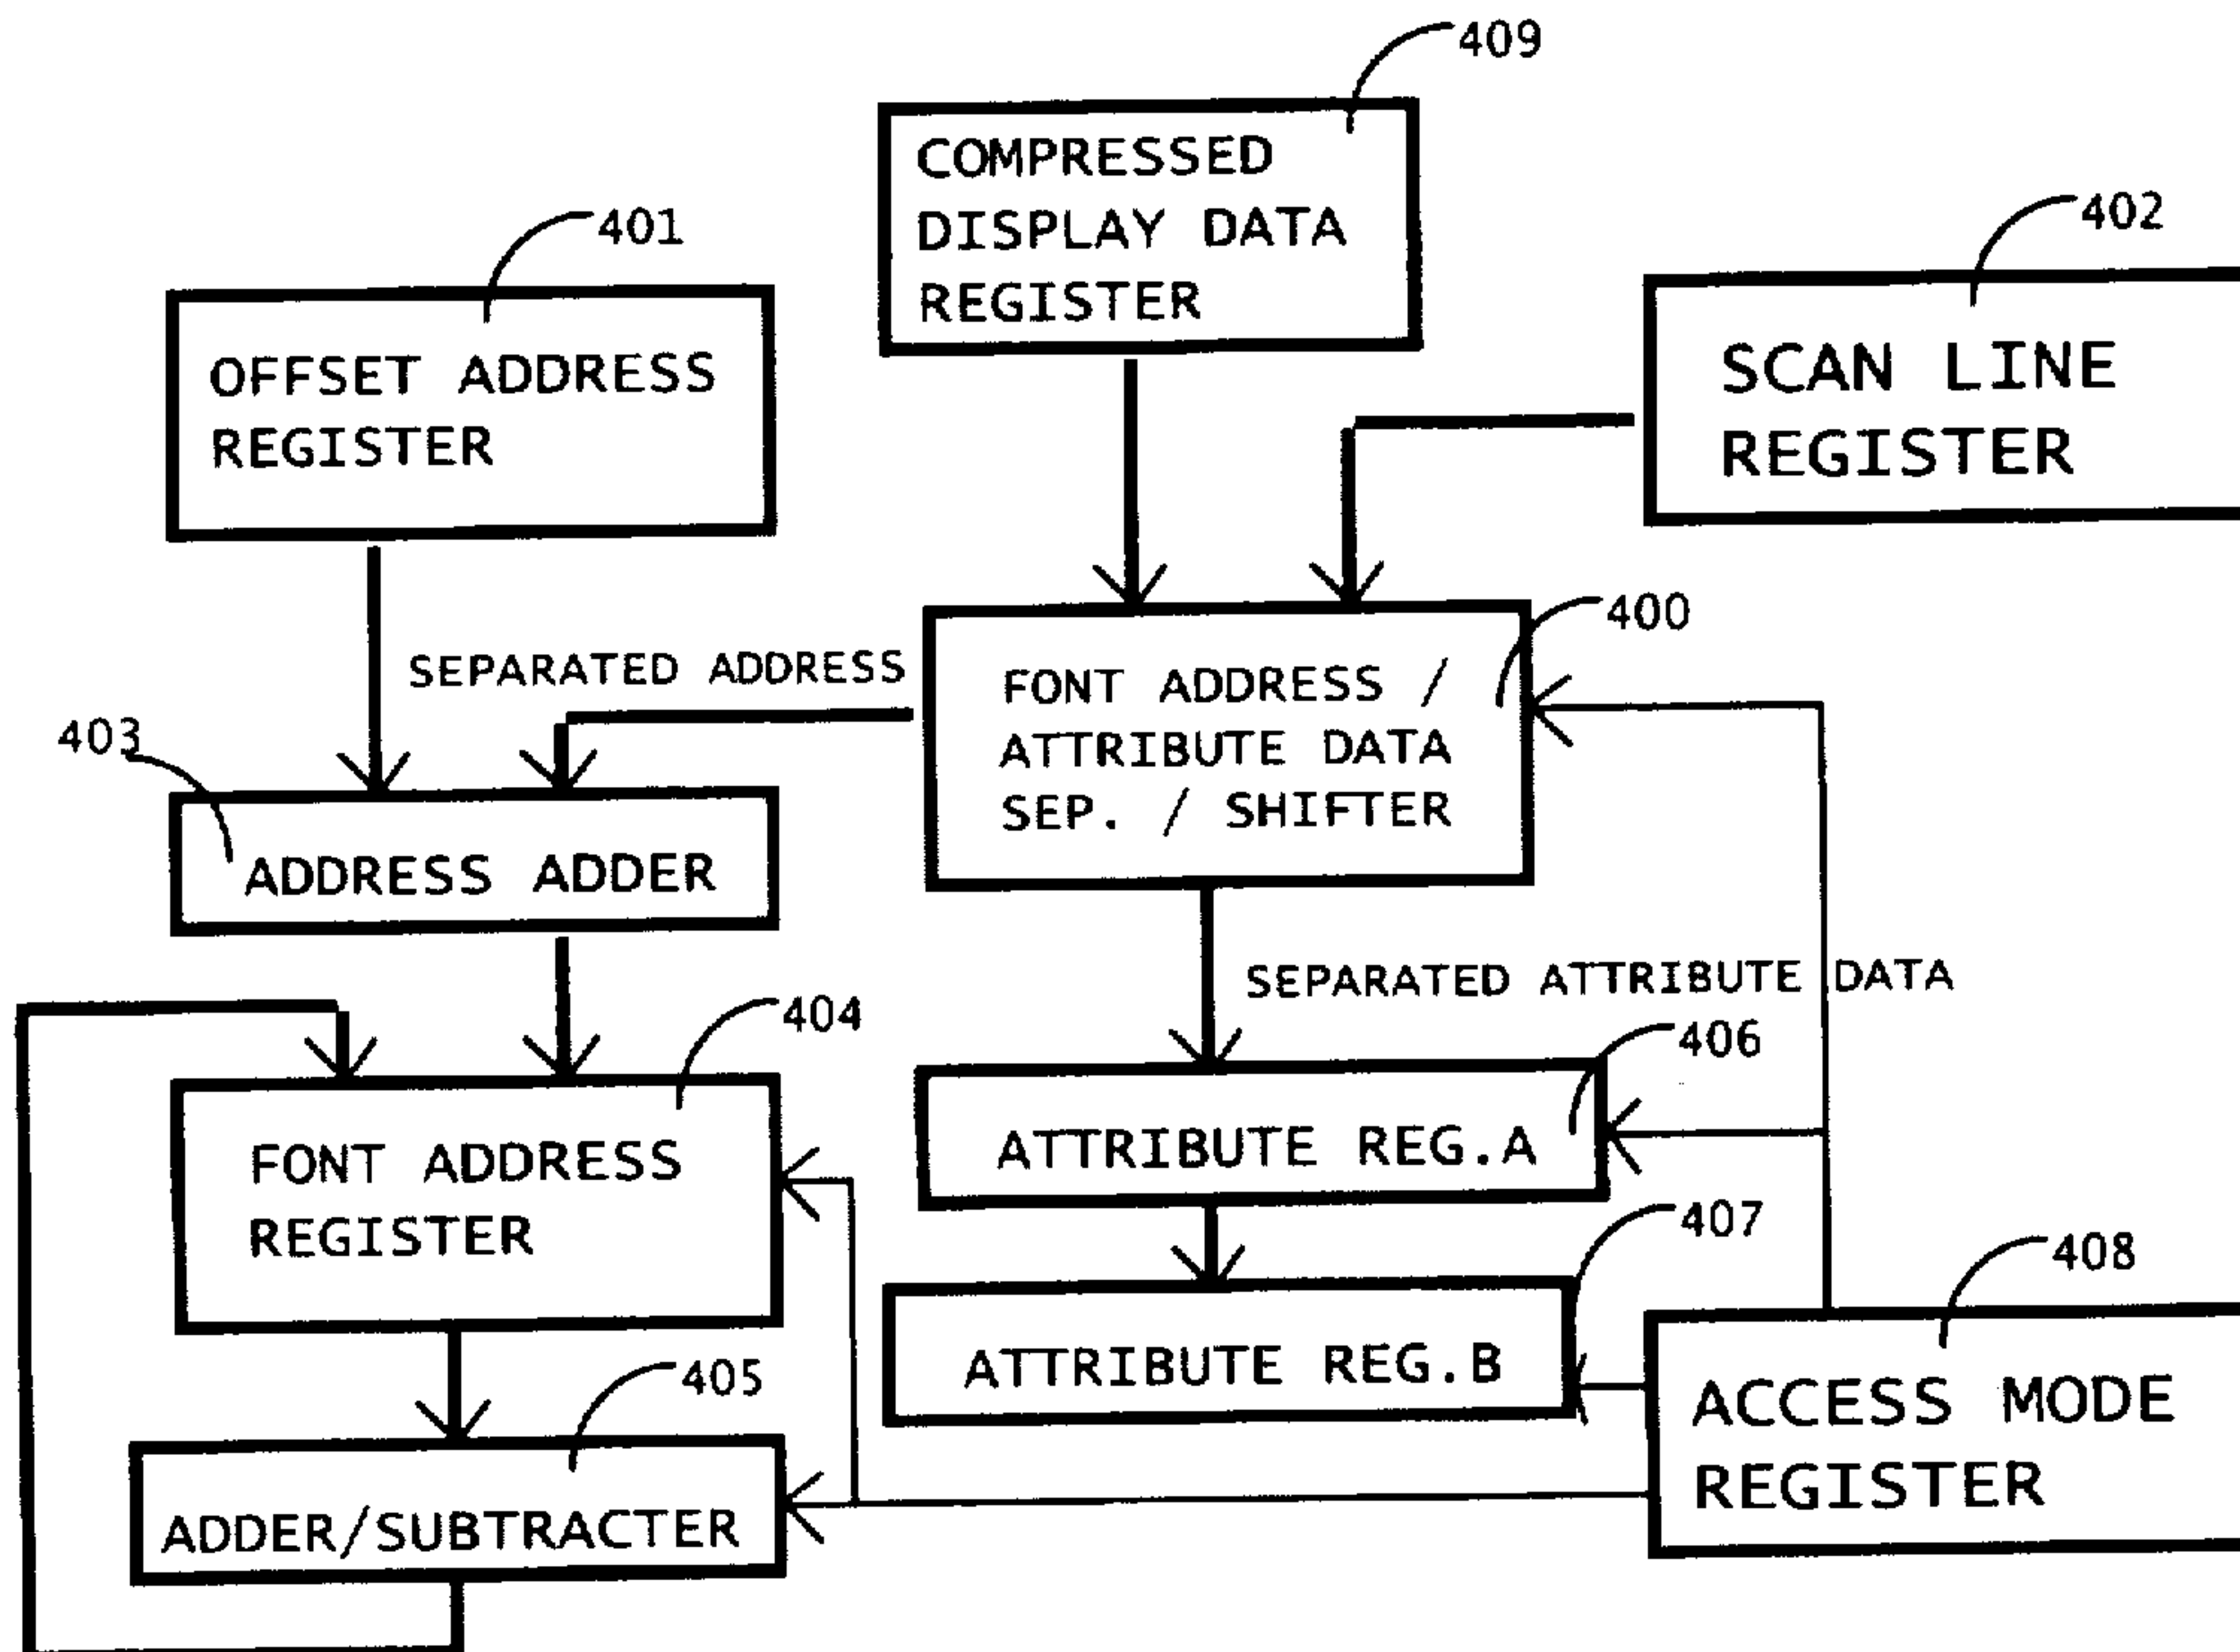 409
COMPRESSED
DISPLAY DATA
REGISTER
401
OFFSET ADDRESS
REGISTER
402
SCAN LINE
REGISTER
400
FONT ADDRESS /
ATTRIBUTE DATA
SEP. / SHIFTER
SEPARATED ADDRESS
403
ADDRESS ADDER
SEPARATED ATTRIBUTE DATA
404
FONT ADDRESS
REGISTER
406
ATTRIBUTE REG.A
407
ATTRIBUTE REG.B
408
ACCESS MODE
REGISTER
405
ADDER/SUBTRACTER